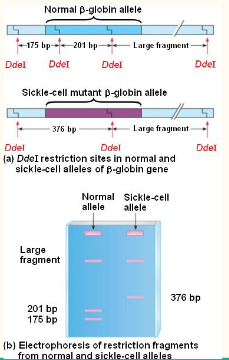 Normal β-globin allele
175 bp 201 bp Large fragment
DdeI DdeI DdeI DdeI
Sickle-cell mutant β-globin allele
376 bp Large fragment
DdeI DdeI DdeI
(a) DdeI restriction sites in normal and
sickle-cell alleles of β-globin gene
Normal allele
Sickle-cell allele
Large fragment
376 bp
201 bp
175 bp
(b) Electrophoresis of restriction fragments
from normal and sickle-cell alleles